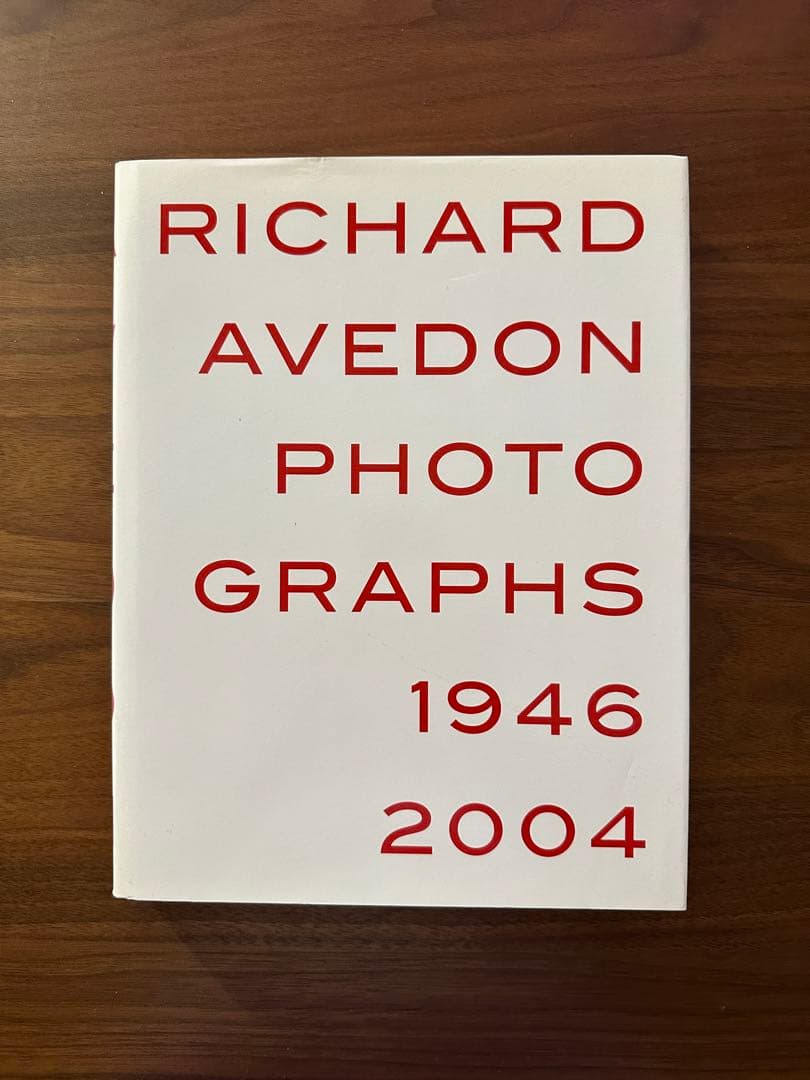 RICHARD
AVEDON
PHOTO
GRAPHS
1946
2004